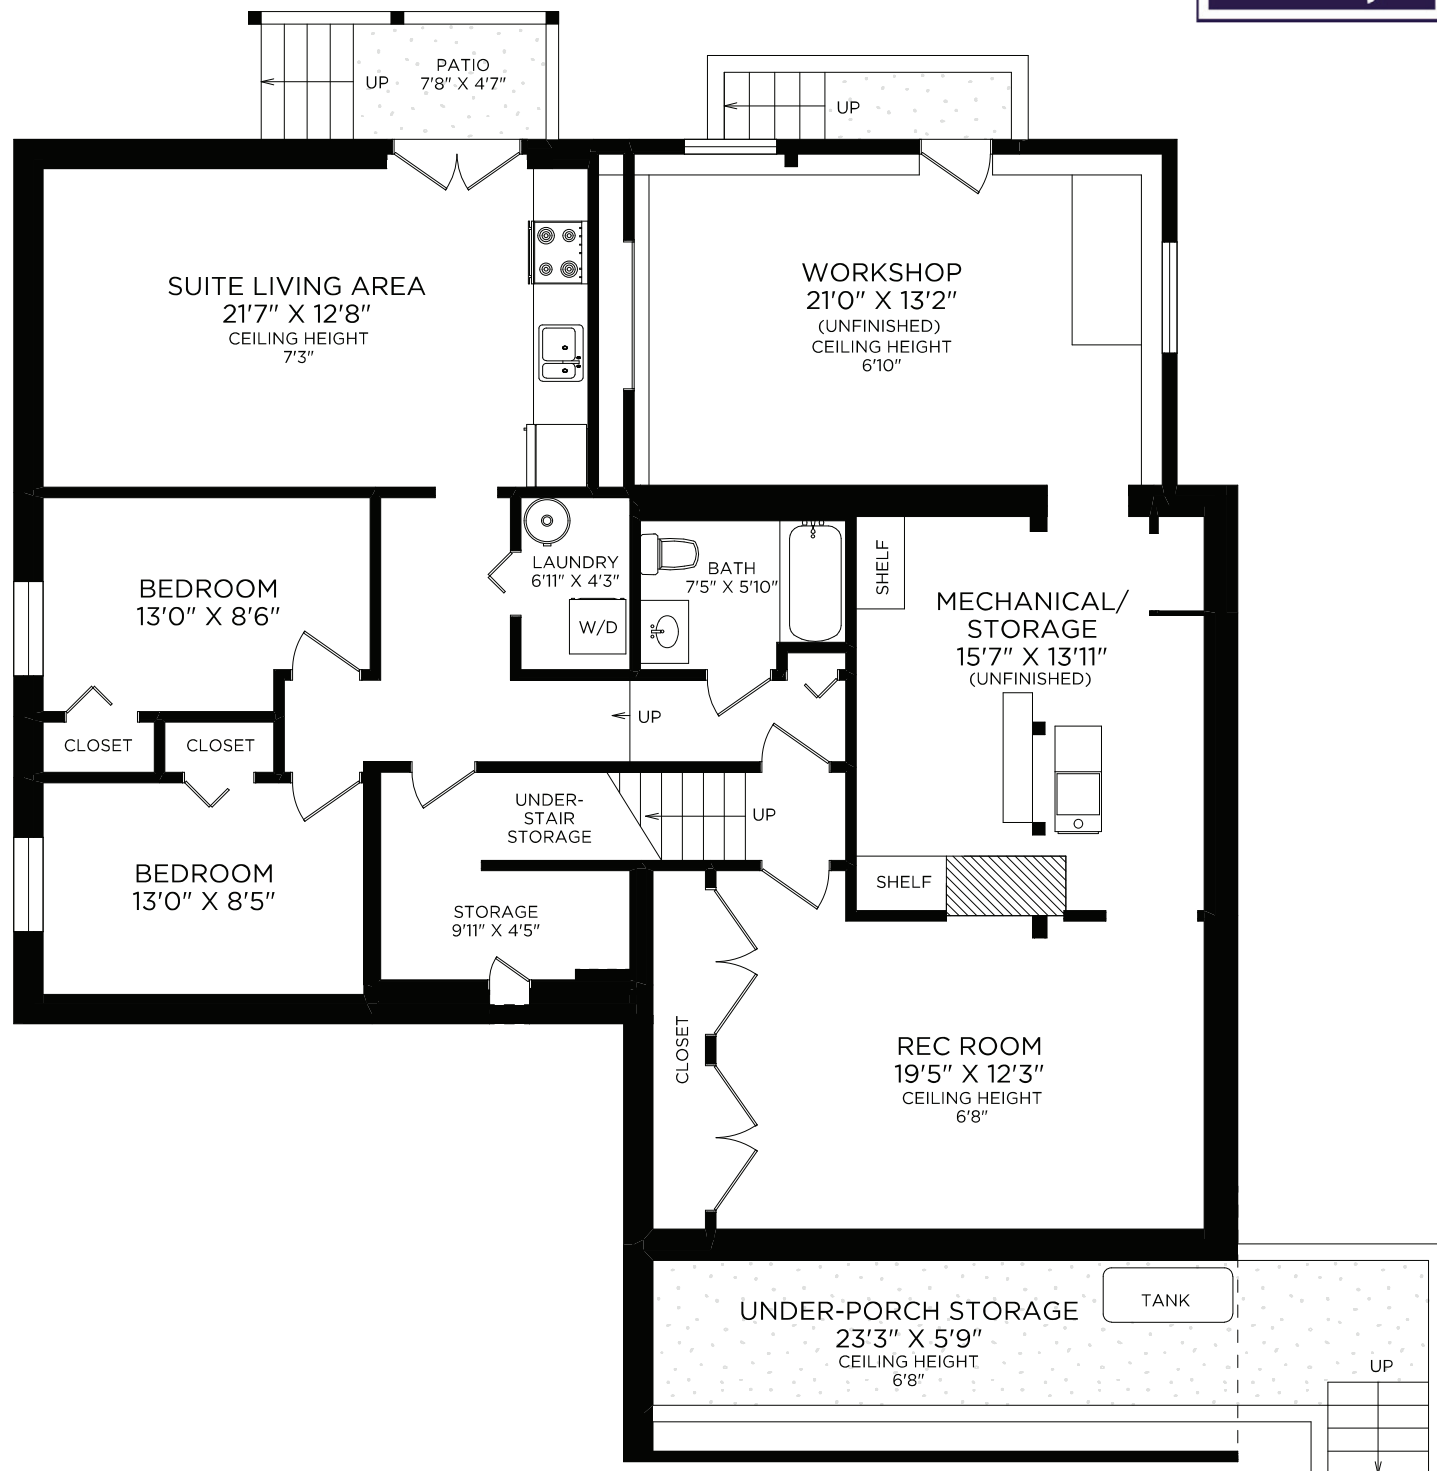 PATIO
7'8" X 4'7"
UP
UP
SUITE LIVING AREA
21'7" X 12'8"
CEILING HEIGHT
7'3"
WORKSHOP
21'0" X 13'2"
(UNFINISHED)
CEILING HEIGHT
6'10"
BEDROOM
13'0" X 8'6"
LAUNDRY
6'11" X 4'3"
W/D
BATH
7'5" X 5'10"
SHELF
MECHANICAL/
STORAGE
15'7" X 13'11"
(UNFINISHED)
CLOSET
CLOSET
UP
UNDER-
STAIR
STORAGE
UP
BEDROOM
13'0" X 8'5"
STORAGE
9'11" X 4'5"
SHELF
CLOSET
REC ROOM
19'5" X 12'3"
CEILING HEIGHT
6'8"
UNDER-PORCH STORAGE
23'3" X 5'9"
CEILING HEIGHT
6'8"
TANK
UP